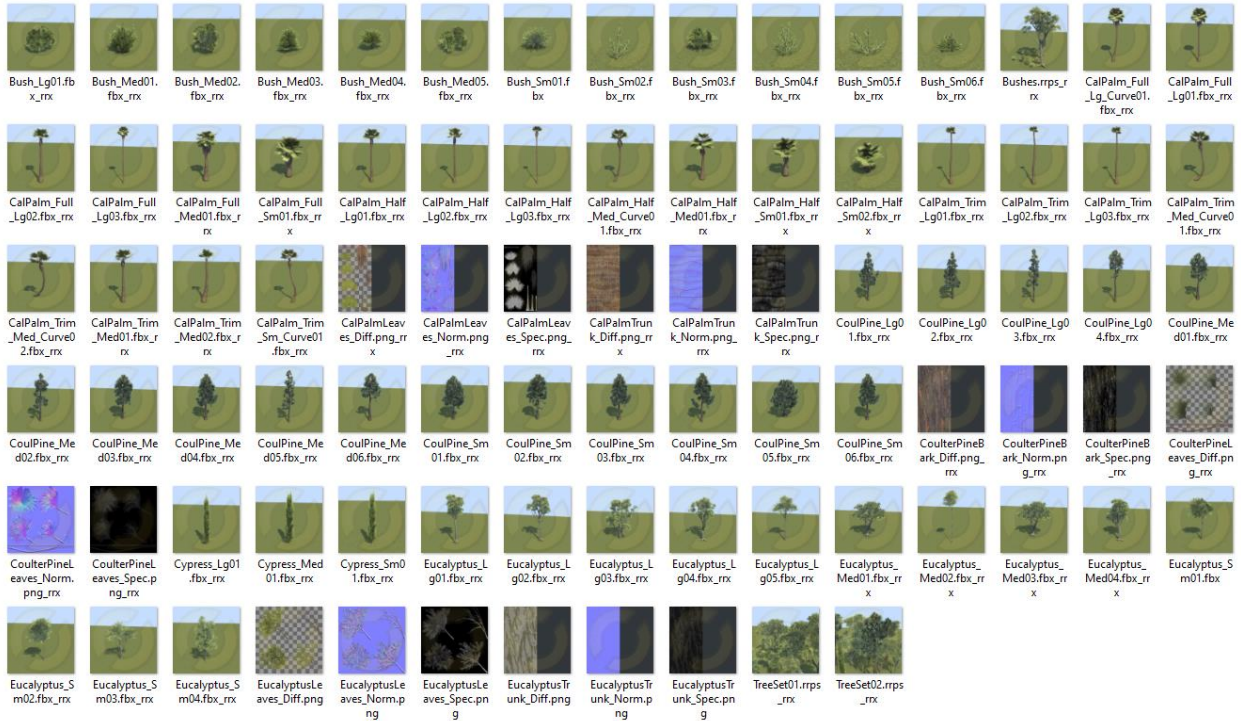 Bush_Lg01.fb Bush_Med01. Bush_Med02. Bush_Med03. Bush_Med04. Bush_Med05. Bush_Sm01.f Bush_Sm02.f Bush_Sm03.f Bush_Sm04.f Bush_Sm05.f Bush_Sm06.f Bushes.rrps_r CalPalm_Full CalPalm_Full
x_rrx fbx_rrx fbx_rrx fbx_rrx fbx_rrx fbx_rrx bx bx_rrx bx_rrx bx_rrx bx_rrx bx_rrx rx _Lg_Curve01. _Lg01.fbx_rrx
fbx_rrx
CalPalm_Full CalPalm_Full CalPalm_Full CalPalm_Full CalPalm_Half CalPalm_Half CalPalm_Half CalPalm_Half CalPalm_Half CalPalm_Half CalPalm_Half CalPalm_Trim CalPalm_Trim CalPalm_Trim CalPalm_Trim
_Lg02.fbx_rrx _Lg03.fbx_rrx _Med01.fbx_r _Sm01.fbx_rr _Lg01.fbx_rrx _Lg02.fbx_rrx _Lg03.fbx_rrx _Med_Curve0 _Med01.fbx_r _Sm01.fbx_rr _Sm02.fbx_rr _Lg01.fbx_rrx _Lg02.fbx_rrx _Lg03.fbx_rrx _Med_Curve0
rx x 1.fbx_rrx rx x x 1.fbx_rrx
CalPalm_Trim CalPalm_Trim CalPalm_Trim CalPalm_Trim CalPalmLeav CalPalmLeav CalPalmLeav CalPalmTrun CalPalmTrun CalPalmTrun CoulPine_Lg0 CoulPine_Lg0 CoulPine_Lg0 CoulPine_Lg0 CoulPine_Me
_Med_Curve0 _Med01.fbx_r _Med02.fbx_r _Sm_Curve01 es_Diff.png_rr es_Norm.png es_Spec.png_ k_Diff.png_rr k_Norm.png_ k_Spec.png_r 1.fbx_rrx 2.fbx_rrx 3.fbx_rrx 4.fbx_rrx d01.fbx_rrx
2.fbx_rrx rx rx .fbx_rrx x _rrx rrx x rrx rx
CoulPine_Me CoulPine_Me CoulPine_Me CoulPine_Me CoulPine_Me CoulPine_Sm CoulPine_Sm CoulPine_Sm CoulPine_Sm CoulPine_Sm CoulPine_Sm CoulterPineB CoulterPineB CoulterPineB CoulterPineL
d02.fbx_rrx d03.fbx_rrx d04.fbx_rrx d05.fbx_rrx d06.fbx_rrx 01.fbx_rrx 02.fbx_rrx 03.fbx_rrx 04.fbx_rrx 05.fbx_rrx 06.fbx_rrx ark_Diff.png_ ark_Norm.pn ark_Spec.png eaves_Diff.pn
rrx g_rrx _rrx g_rrx
CoulterPineL CoulterPineL Cypress_Lg01 Cypress_Med Cypress_Sm0 Eucalyptus_L Eucalyptus_L Eucalyptus_L Eucalyptus_L Eucalyptus_L Eucalyptus_ Eucalyptus_ Eucalyptus_ Eucalyptus_ Eucalyptus_S
eaves_Norm. eaves_Spec.p .fbx_rrx 01.fbx_rrx 1.fbx_rrx g01.fbx_rrx g02.fbx_rrx g03.fbx_rrx g04.fbx_rrx g05.fbx_rrx Med01.fbx_rr Med02.fbx_rr Med03.fbx_rr Med04.fbx_rr m01.fbx
png_rrx ng_rrx x x x x
Eucalyptus_S Eucalyptus_S Eucalyptus_S EucalyptusLe EucalyptusLe EucalyptusLe EucalyptusTr EucalyptusTr EucalyptusTr TreeSet01.rrps TreeSet02.rrps
m02.fbx_rrx m03.fbx_rrx m04.fbx_rrx aves_Diff.png aves_Norm.p aves_Spec.pn unk_Diff.png unk_Norm.p unk_Spec.pn _rrx _rrx
ng g ng g